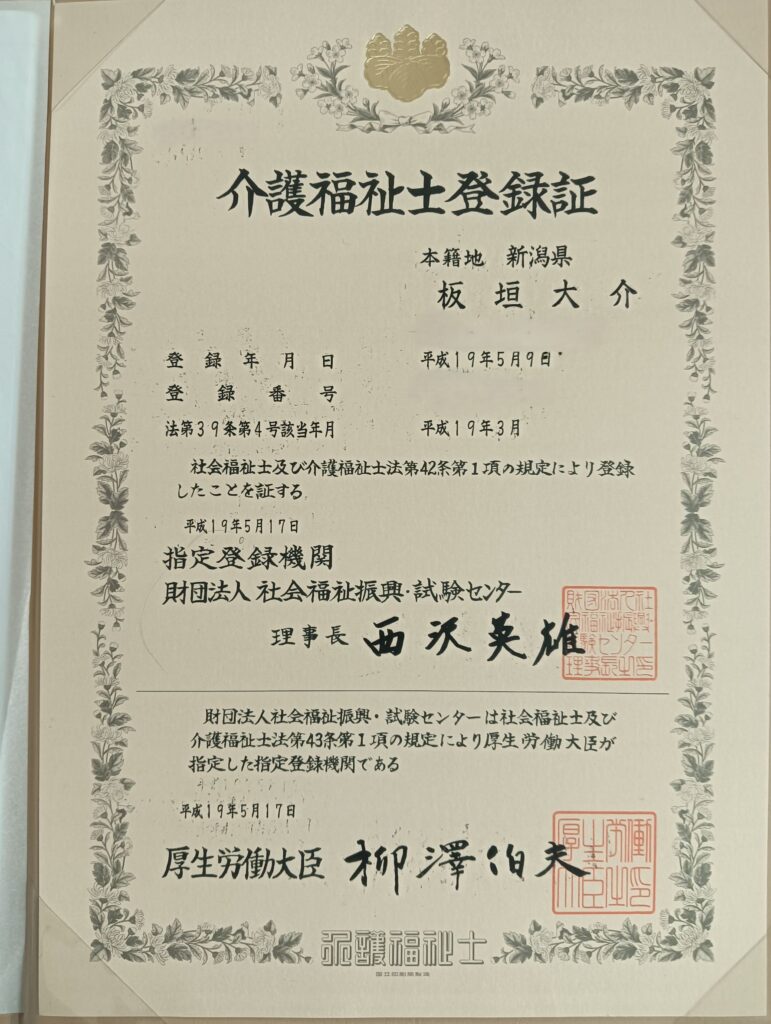 介護福祉士登録証
本籍地 新潟県
板垣大介
登録年月日 平成19年5月9日
登録番号
法第39条第4号該当年月 平成19年3月
社会福祉士及び介護福祉士法第42条第1項の規定により登録
したことを証する
平成19年5月17日
指定登録機関
財団法人 社会福祉振興・試験センター
理事長 西沢英雄
財団法人社会福祉振興・試験センターは社会福祉士及び
介護福祉士法第43条第1項の規定により厚生労働大臣が
指定した指定登録機関である
平成19年5月17日
厚生労働大臣 柳澤伯夫
介護福祉士
国立印刷局製造